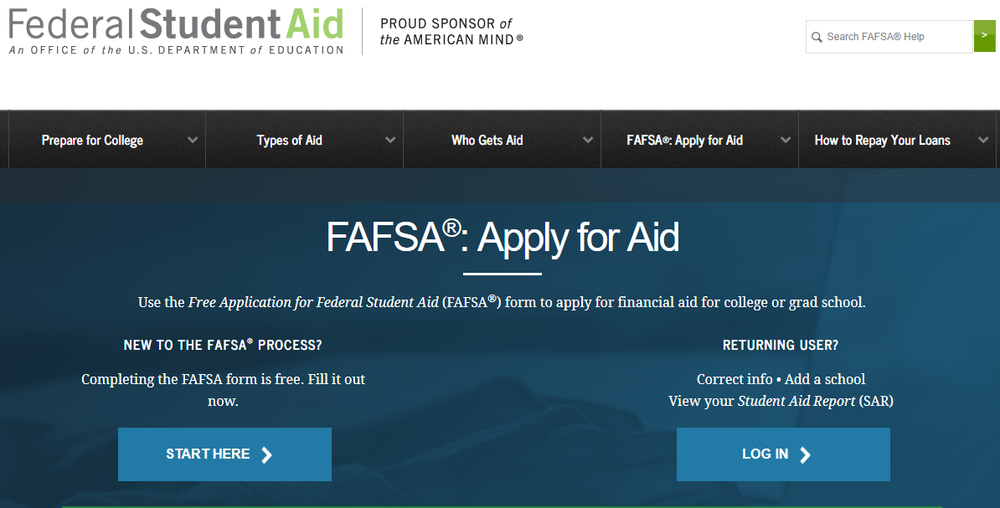 Federal Student Aid
An OFFICE of the U.S. DEPARTMENT of EDUCATION
PROUD SPONSOR of
the AMERICAN MIND®
Search FAFSA® Help
>
Prepare for College
Types of Aid
Who Gets Aid
FAFSA®: Apply for Aid
How to Repay Your Loans
FAFSA®: Apply for Aid
Use the Free Application for Federal Student Aid (FAFSA®) form to apply for financial aid for college or grad school.
NEW TO THE FAFSA® PROCESS?
Completing the FAFSA form is free. Fill it out
now.
START HERE
RETURNING USER?
Correct info • Add a school
View your Student Aid Report (SAR)
LOG IN